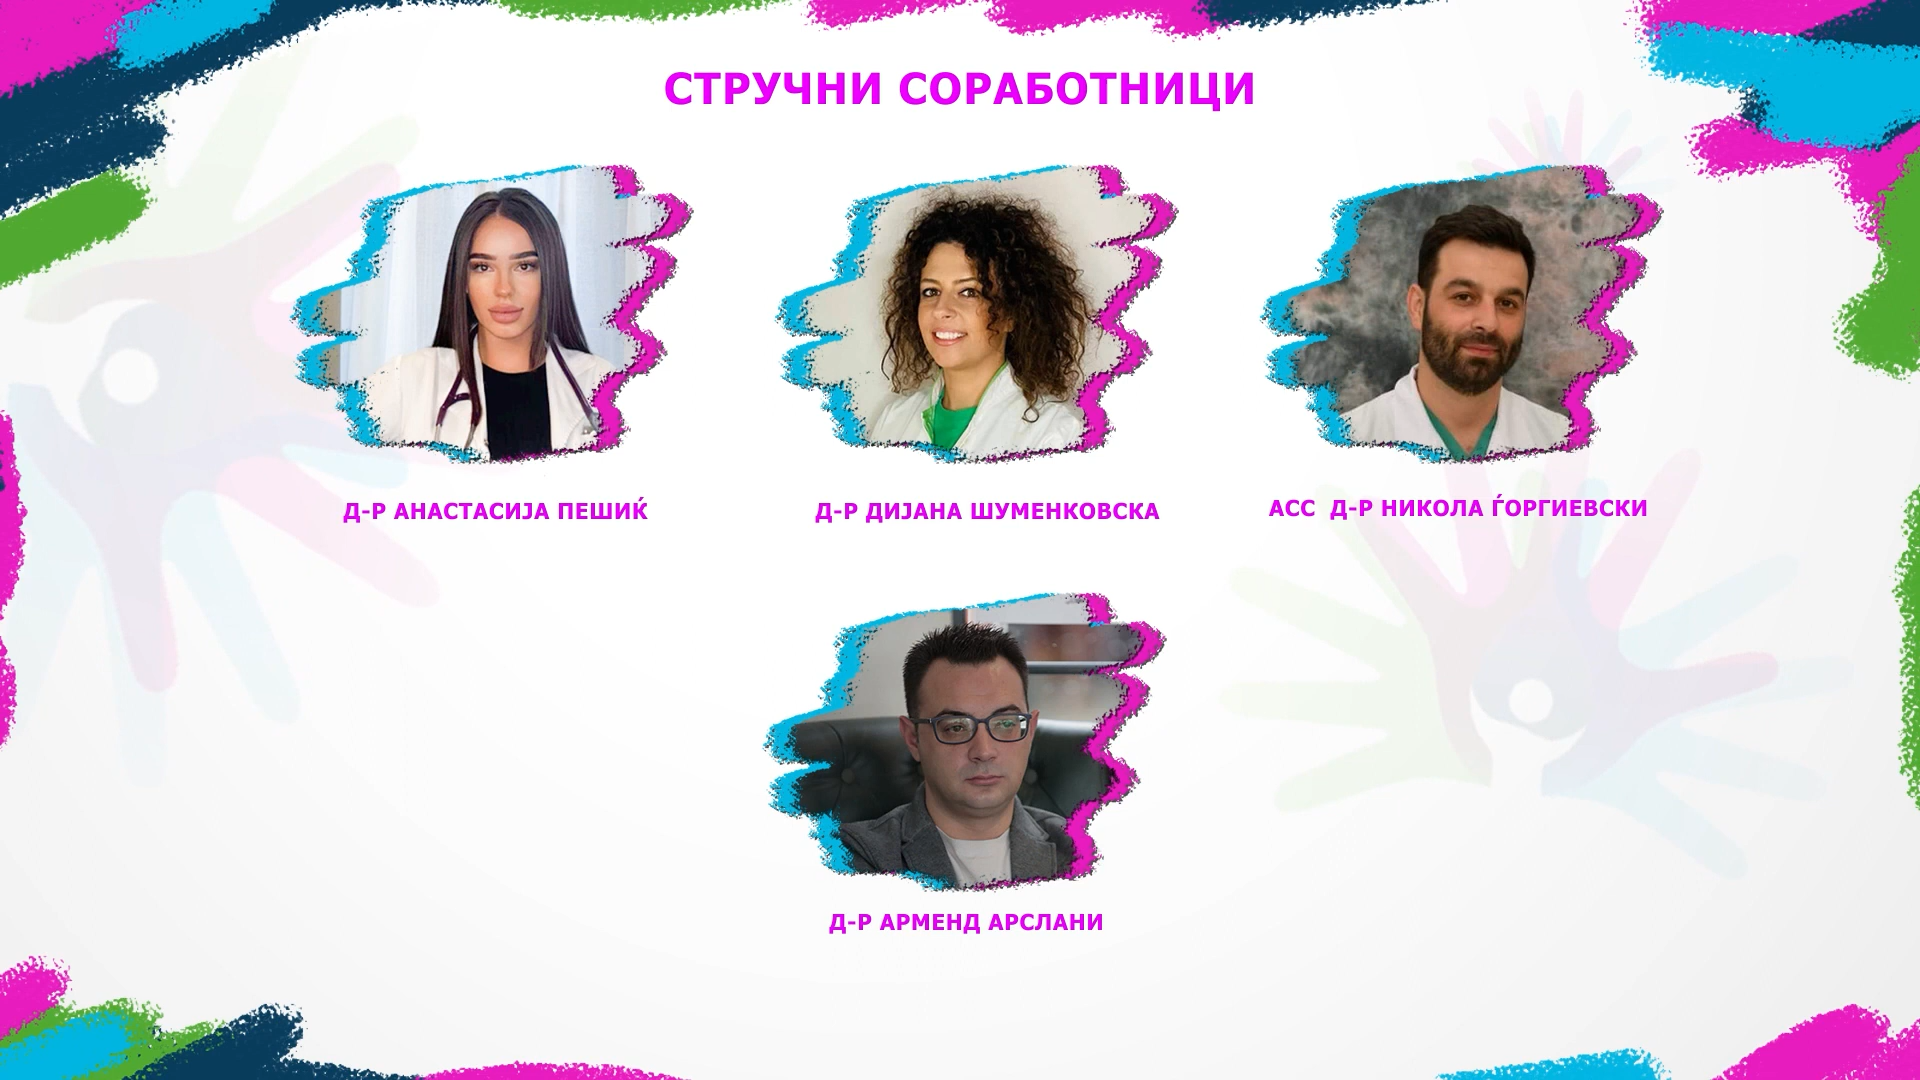 СТРУЧНИ СОРАБОТНИЦИ
Д-Р АНАСТАСИЈА ПЕШИЌ
Д-Р ДИЈАНА ШУМЕНКОВСКА
АСС  Д-Р НИКОЛА ЃОРГИЕВСКИ
Д-Р АРМЕНД АРСЛАНИ